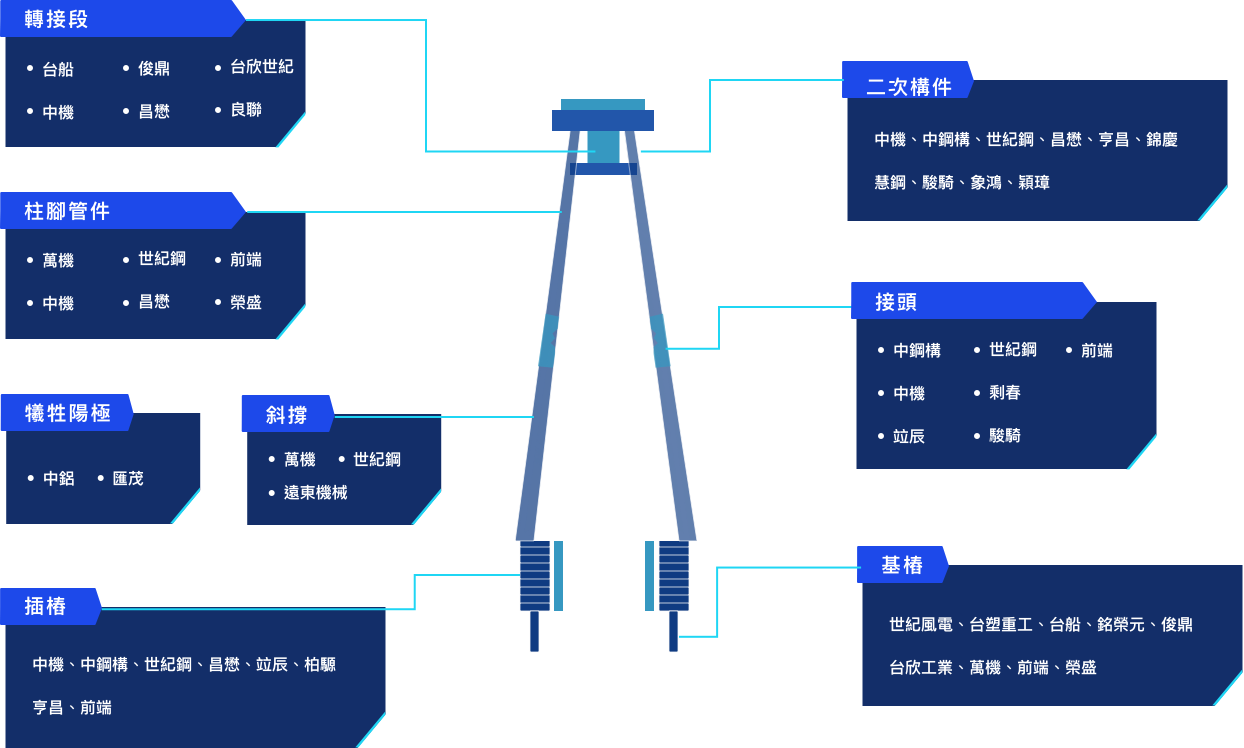 轉接段
台船
俊鼎
台欣世紀
中機
昌懋
良聯
二次構件
中機、中鋼構、世紀鋼、昌懋、亨昌、錦慶
慧鋼、駿騎、象鴻、穎璋
柱腳管件
萬機
世紀鋼
前端
中機
昌懋
榮盛
接頭
中鋼構
世紀鋼
前端
中機
剩春
竝辰
駿騎
犧牲陽極
中鋁
匯茂
斜撐
萬機
世紀鋼
遠東機械
插樁
中機、中鋼構、世紀鋼、昌懋、竝辰、柏騵
亨昌、前端
基樁
世紀風電、台塑重工、台船、銘榮元、俊鼎
台欣工業、萬機、前端、榮盛